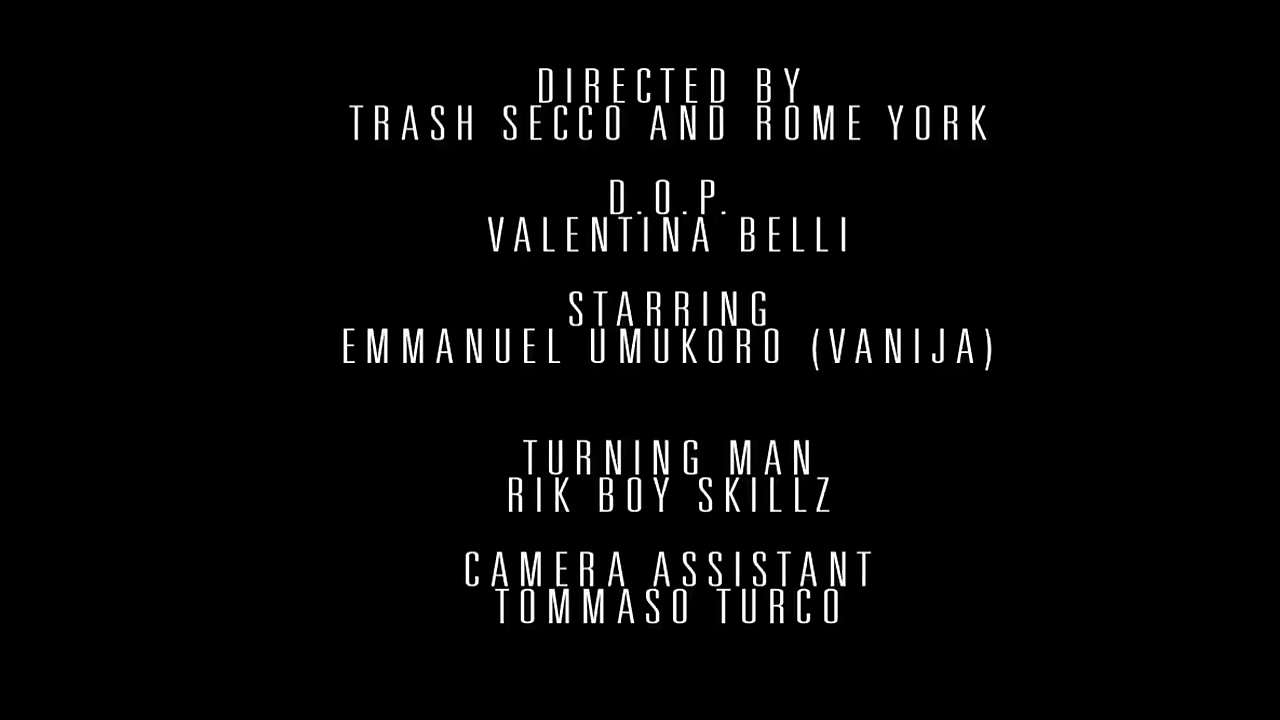 DIRECTED BY
TRASH SECCO AND ROME YORK
D.O.P.
VALENTINA BELLI
STARRING
EMMANUEL UMUKORO (VANIJA)
TURNING MAN
RIK BOY SKILLZ
CAMERA ASSISTANT
TOMMASO TURCO